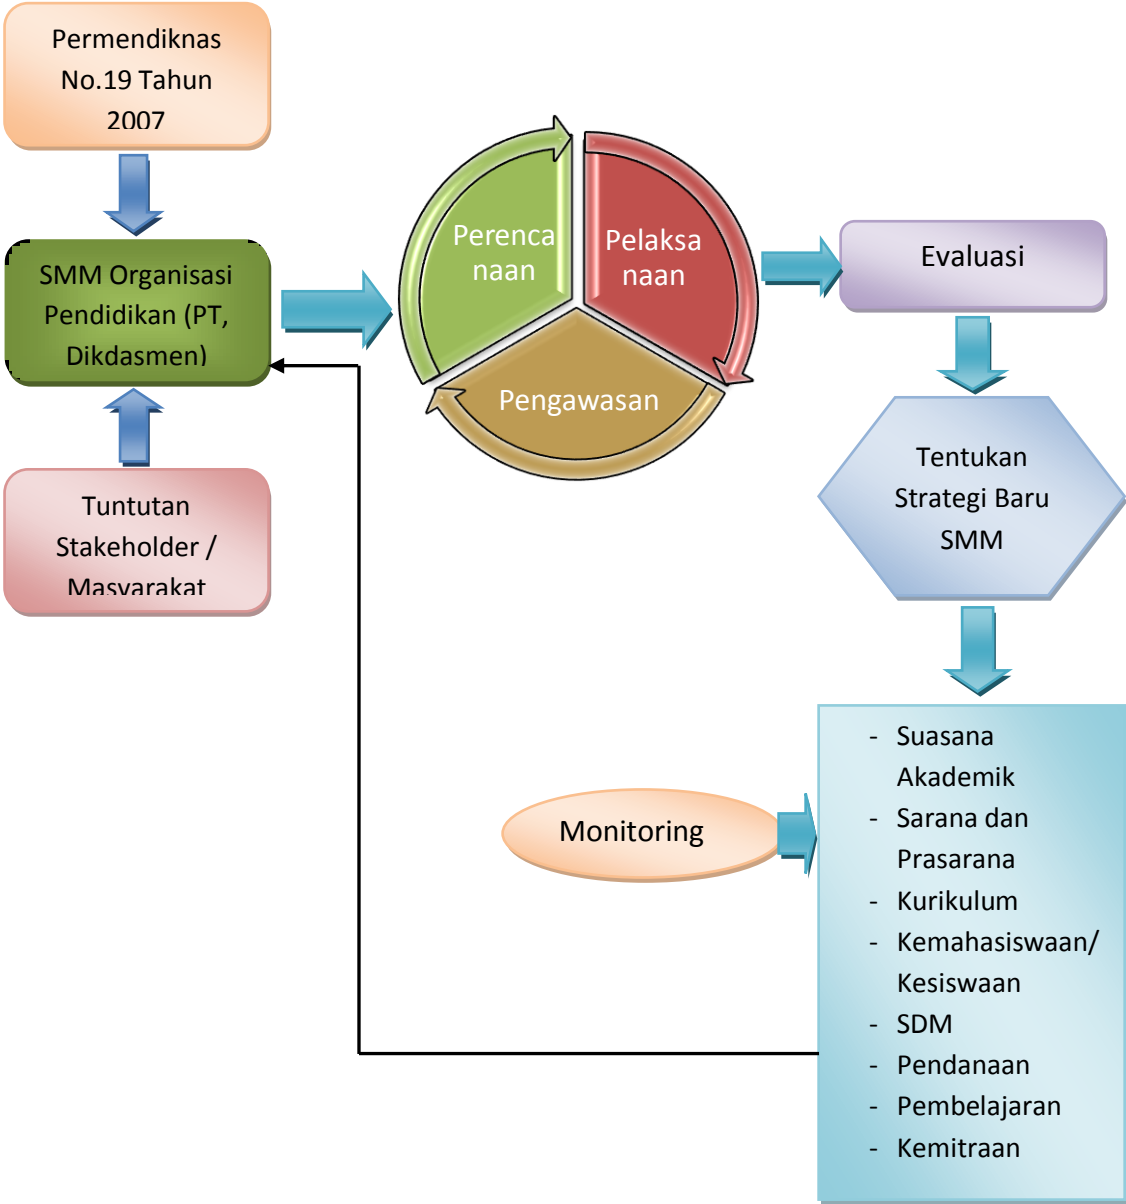 Permendiknas
No.19 Tahun
2007
SMM Organisasi
Pendidikan (PT,
Dikdasmen)
Tuntutan
Stakeholder /
Masyarakat
Perenca
naan
Pelaksa
naan
Pengawasan
Evaluasi
Tentukan
Strategi Baru
SMM
Monitoring
- Suasana
Akademik
- Sarana dan
Prasarana
- Kurikulum
- Kemahasiswaan/
Kesiswaan
- SDM
- Pendanaan
- Pembelajaran
- Kemitraan